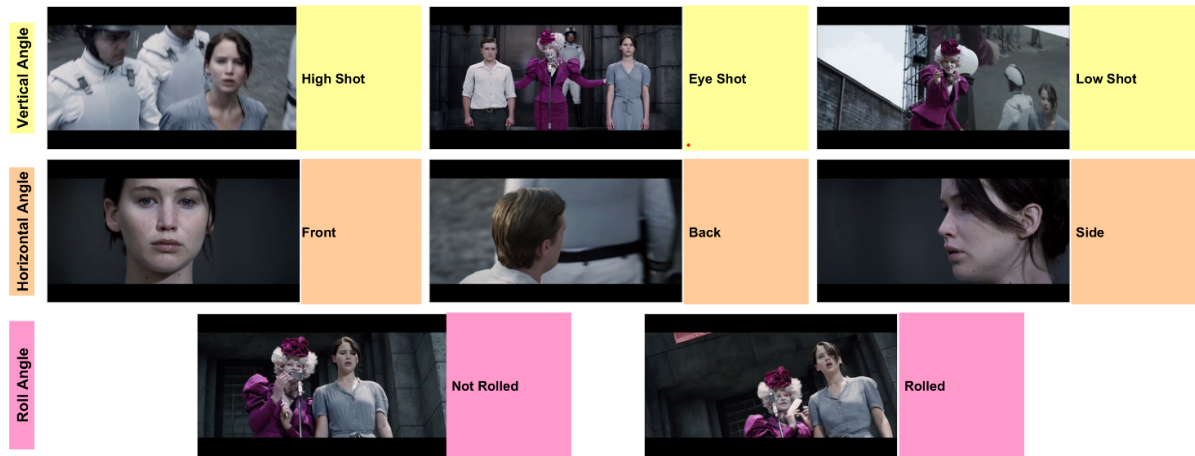 Vertical Angle
High Shot
Eye Shot
Low Shot
Horizontal Angle
Front
Back
Side
Roll Angle
Not Rolled
Rolled